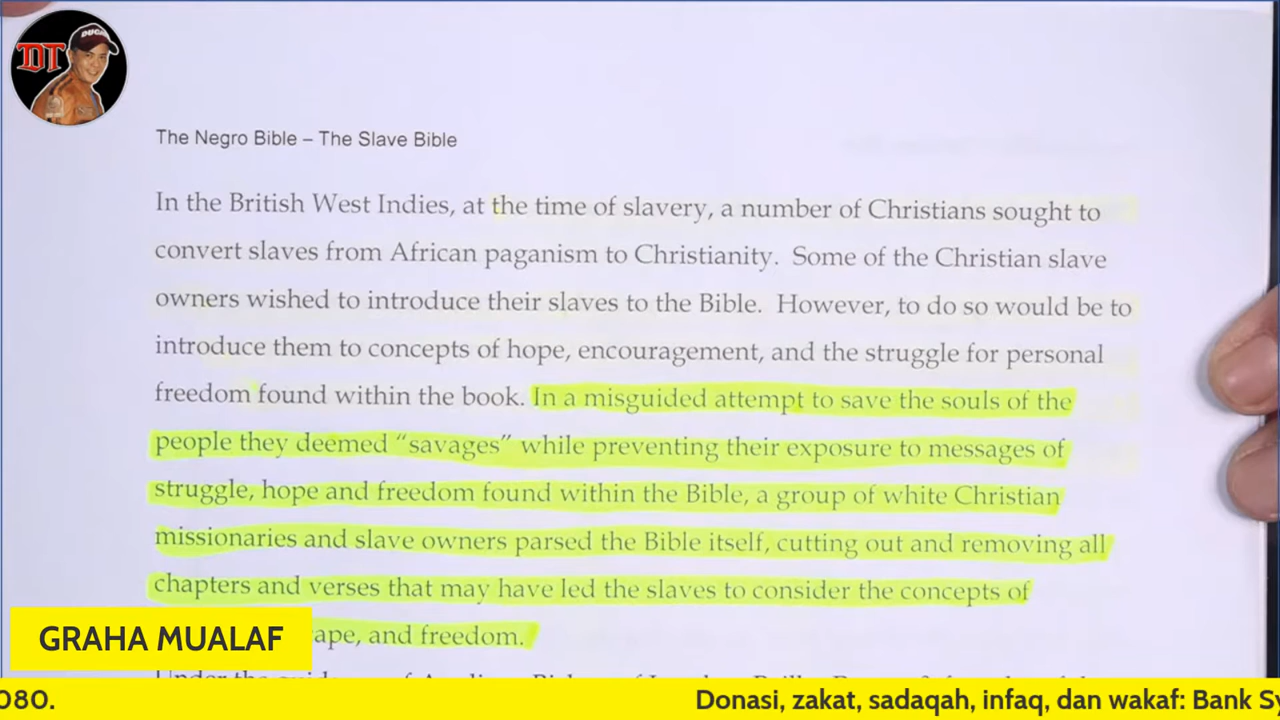 DUCA
DT
The Negro Bible – The Slave Bible
In the British West Indies, at the time of slavery, a number of Christians sought to
convert slaves from African paganism to Christianity. Some of the Christian slave
owners wished to introduce their slaves to the Bible. However, to do so would be to
introduce them to concepts of hope, encouragement, and the struggle for personal
freedom found within the book. In a misguided attempt to save the souls of the
people they deemed “savages” while preventing their exposure to messages of
struggle, hope and freedom found within the Bible, a group of white Christian
missionaries and slave owners parsed the Bible itself, cutting out and removing all
chapters and verses that may have led the slaves to consider the concepts of
ape, and freedom.
GRAHA MUALAF
080. Donasi, zakat, sadaqah, infaq, dan wakaf: Bank Sy